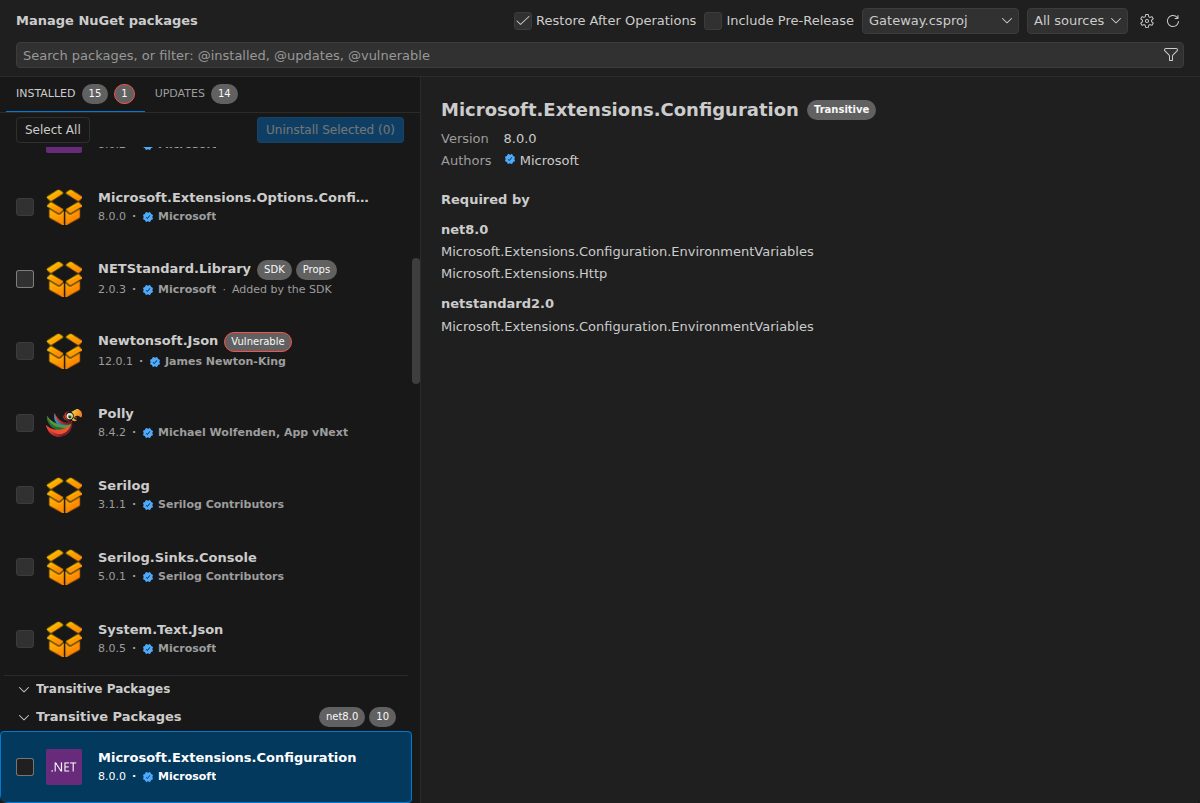 Manage NuGet packages
Restore After Operations
Include Pre-Release
Gateway.csproj
All sources
Search packages, or filter: @installed, @updates, @vulnerable
INSTALLED 15 1 UPDATES 14
Select All
Uninstall Selected (0)
Microsoft.Extensions.Options.Confi...
8.0.0 · Microsoft
NETStandard.Library SDK Props
2.0.3 · Microsoft · Added by the SDK
Newtonsoft.Json Vulnerable
12.0.1 · James Newton-King
Polly
8.4.2 · Michael Wolfenden, App vNext
Serilog
3.1.1 · Serilog Contributors
Serilog.Sinks.Console
5.0.1 · Serilog Contributors
System.Text.Json
8.0.5 · Microsoft
Transitive Packages
Transitive Packages net8.0 10
.NET
Microsoft.Extensions.Configuration
8.0.0 · Microsoft
Microsoft.Extensions.Configuration Transitive
Version 8.0.0
Authors Microsoft
Required by
net8.0
Microsoft.Extensions.Configuration.EnvironmentVariables
Microsoft.Extensions.Http
netstandard2.0
Microsoft.Extensions.Configuration.EnvironmentVariables